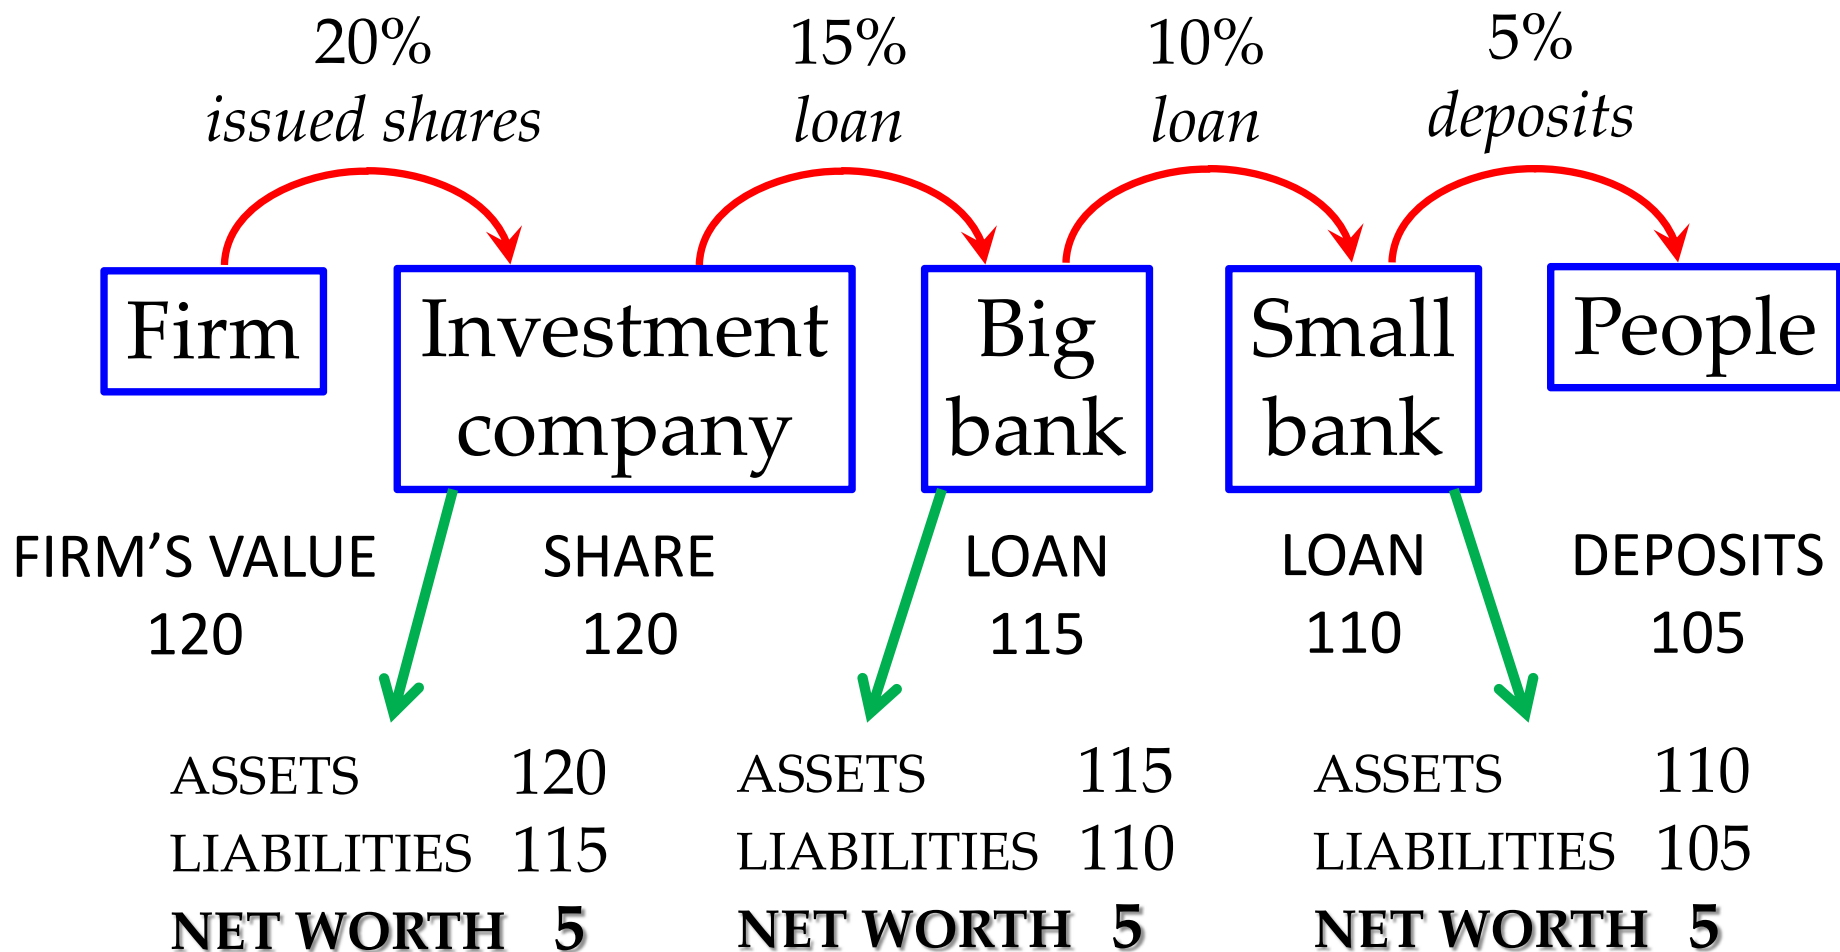 20% 15% 10% 5%
issued shares loan loan deposits
Firm Investment company Big bank Small bank People
FIRM’S VALUE SHARE LOAN LOAN DEPOSITS
120 120 115 110 105
ASSETS 120 ASSETS 115 ASSETS 110
LIABILITIES 115 LIABILITIES 110 LIABILITIES 105
NET WORTH 5 NET WORTH 5 NET WORTH 5